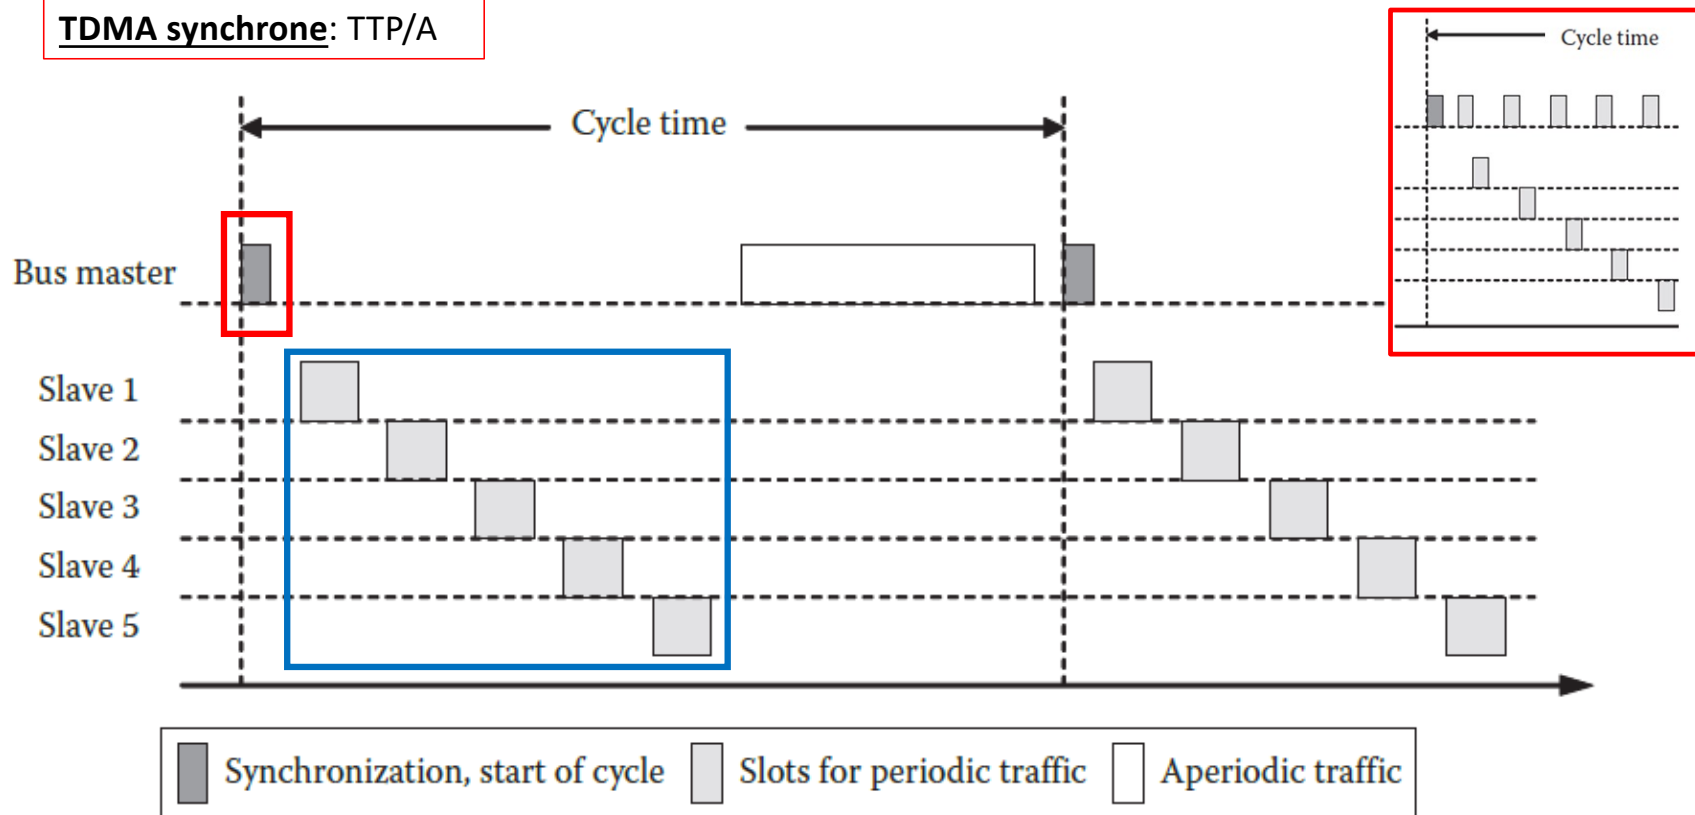 TDMA synchrone: TTP/A
Cycle time
Cycle time
Bus master
Slave 1
Slave 2
Slave 3
Slave 4
Slave 5
Synchronization, start of cycle Slots for periodic traffic Aperiodic traffic